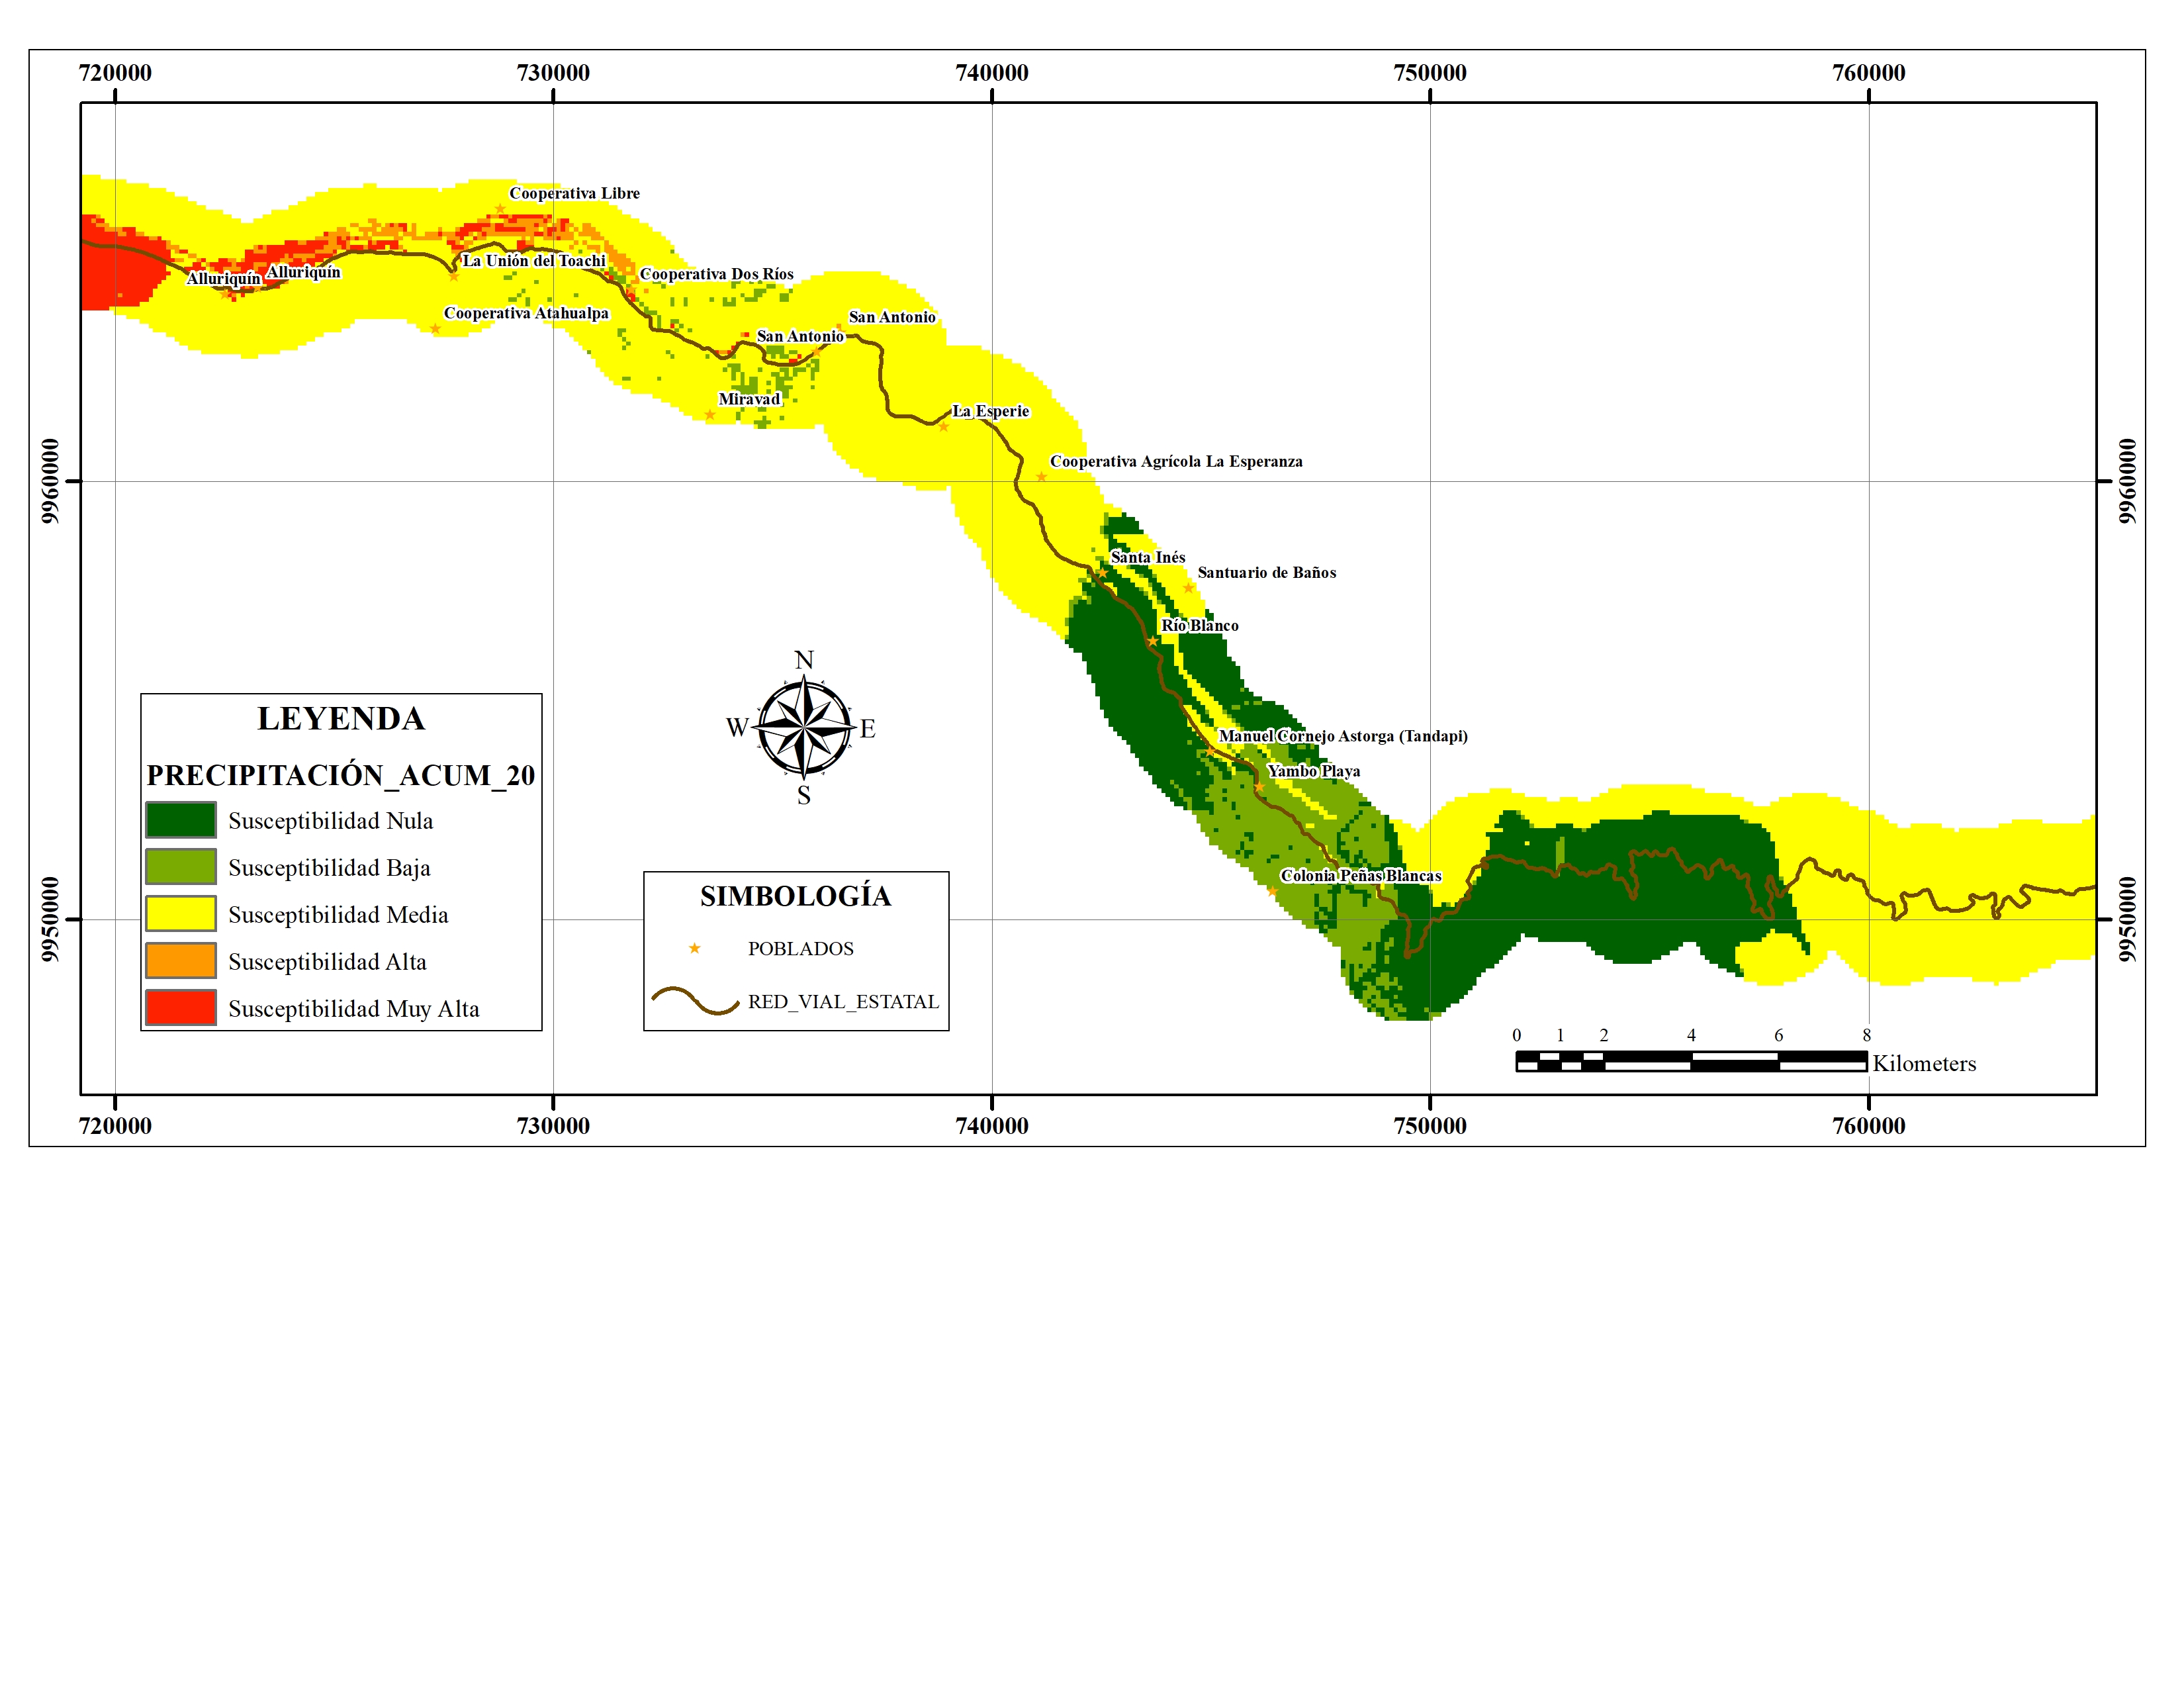 720000 730000 740000 750000 760000
Cooperativa Libre
La Unión del Toachi
Alluriquín Alluriquín
Cooperativa Dos Ríos
Cooperativa Atahualpa
San Antonio
San Antonio
Miravad
La Esperie
Cooperativa Agrícola La Esperanza
9960000 9960000
Santa Inés
Santuario de Baños
Río Blanco
Manuel Cornejo Astorga (Tandapi)
Yambo Playa
Colonia Peñas Blancas
9950000 9950000
N
W E
S
LEYENDA
PRECIPITACIÓN_ACUM_20
Susceptibilidad Nula
Susceptibilidad Baja
Susceptibilidad Media
Susceptibilidad Alta
Susceptibilidad Muy Alta
SIMBOLOGÍA
POBLADOS
RED_VIAL_ESTATAL
0 1 2 4 6 8
Kilometers
720000 730000 740000 750000 760000